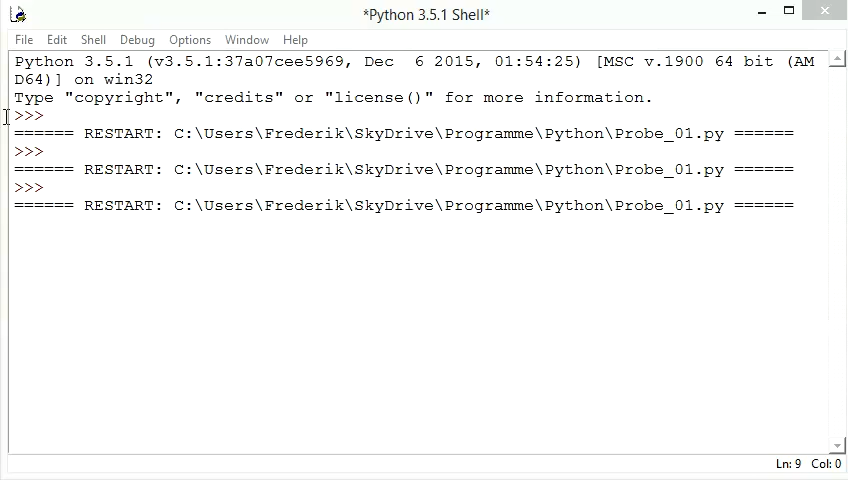 *Python 3.5.1 Shell*
File Edit Shell Debug Options Window Help
Python 3.5.1 (v3.5.1:37a07cee5969, Dec  6 2015, 01:54:25) [MSC v.1900 64 bit (AM
D64)] on win32
Type "copyright", "credits" or "license()" for more information.
>>>
====== RESTART: C:\Users\Frederik\SkyDrive\Programme\Python\Probe_01.py ======
>>>
====== RESTART: C:\Users\Frederik\SkyDrive\Programme\Python\Probe_01.py ======
>>>
====== RESTART: C:\Users\Frederik\SkyDrive\Programme\Python\Probe_01.py ======
Ln: 9 Col: 0